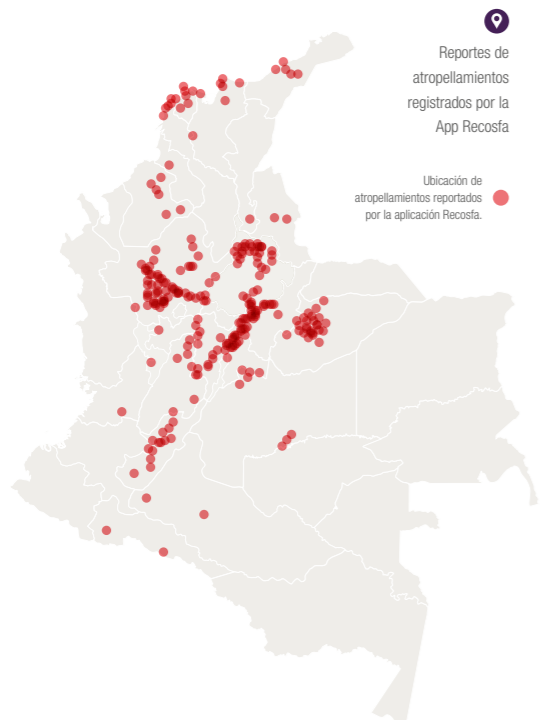 Reportes de
atropellamientos
registrados por la
App Recosfa
Ubicación de
atropellamientos reportados
por la aplicación Recosfa.